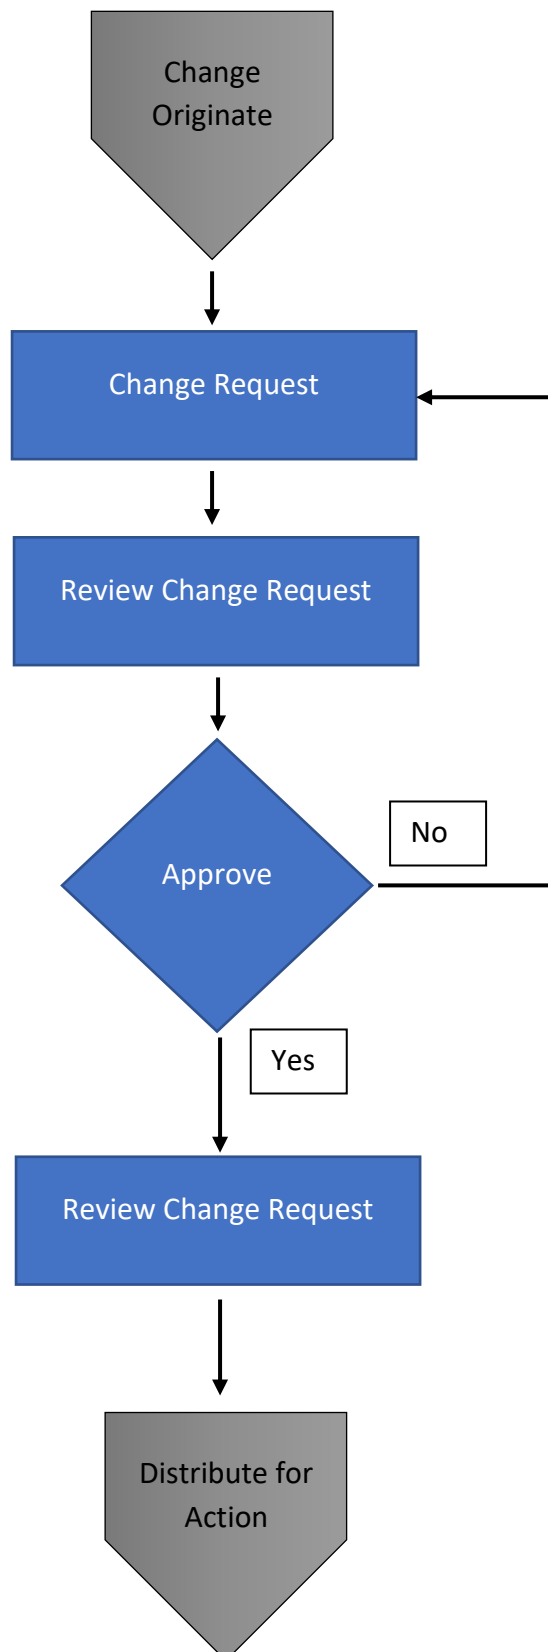 Change
Originate
Change Request
Review Change Request
No
Approve
Yes
Review Change Request
Distribute for
Action